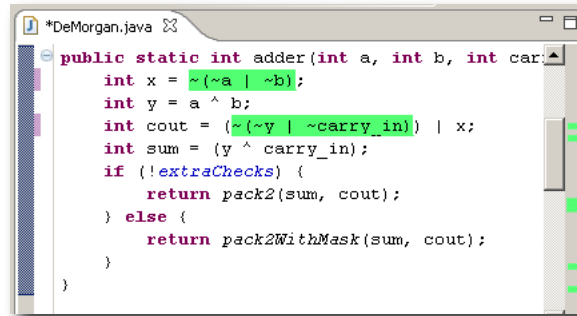 *DeMorgan.java
public static int adder(int a, int b, int car
int x = ~(~a | ~b);
int y = a ^ b;
int cout = (~(~y | ~carry_in)) | x;
int sum = (y ^ carry_in);
if (!extraChecks) {
return pack2(sum, cout);
} else {
return pack2WithMask(sum, cout);
}
}